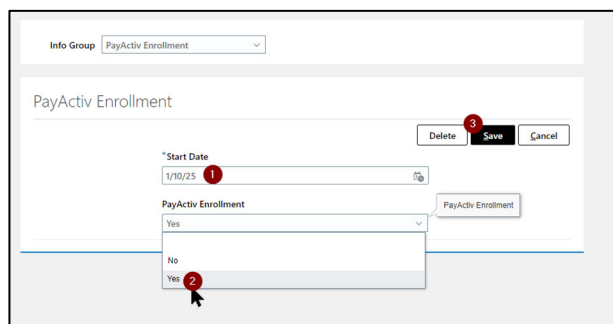 Info Group PayActiv Enrollment
PayActiv Enrollment
Delete 3 Save Cancel
*Start Date
1/10/25 1
PayActiv Enrollment
Yes
PayActiv Enrollment
No
Yes 2